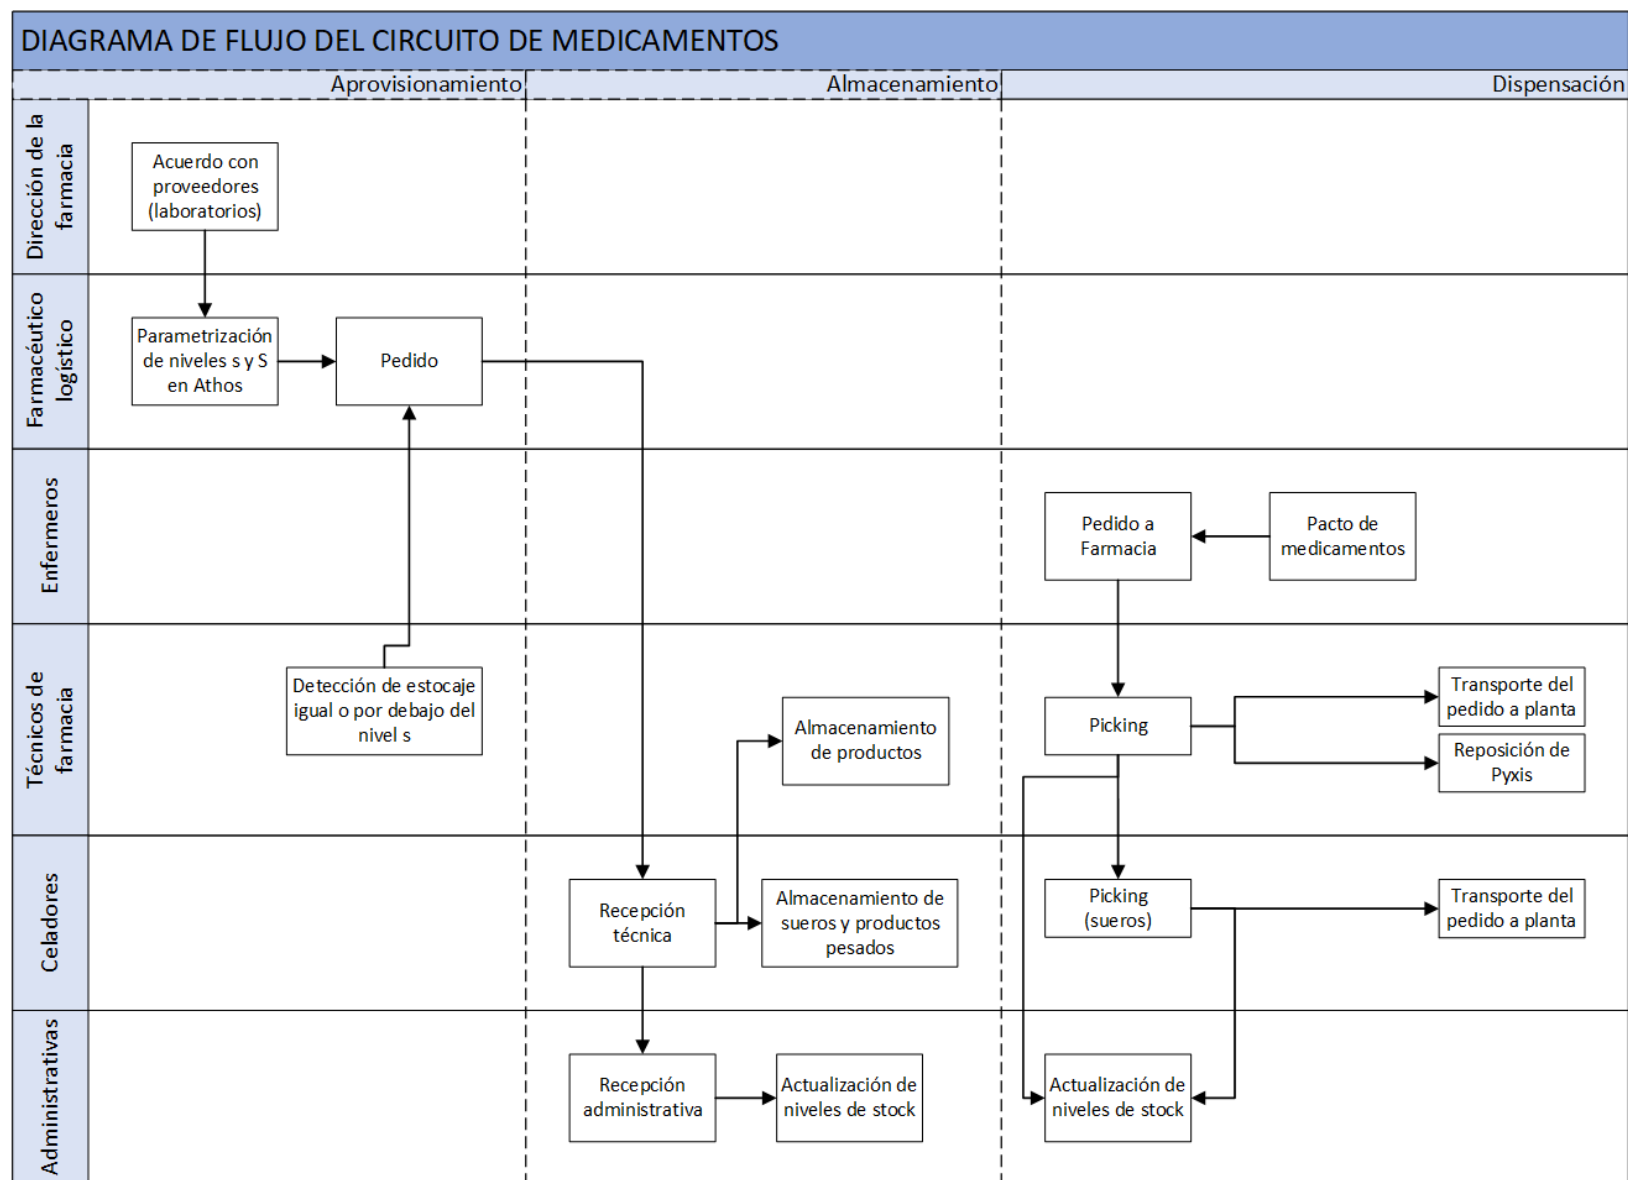 DIAGRAMA DE FLUJO DEL CIRCUITO DE MEDICAMENTOS
Aprovisionamiento
Almacenamiento
Dispensación
Dirección de la
farmacia
Acuerdo con
proveedores
(laboratorios)
Farmacéutico
logístico
Parametrización
de niveles s y S
en Athos
Pedido
Enfermeros
Pedido a
Farmacia
Pacto de
medicamentos
Técnicos de
farmacia
Detección de estocaje
igual o por debajo del
nivel s
Almacenamiento
de productos
Picking
Transporte del
pedido a planta
Reposición de
Pyxis
Celadores
Recepción
técnica
Almacenamiento de
sueros y productos
pesados
Picking
(sueros)
Transporte del
pedido a planta
Administrativas
Recepción
administrativa
Actualización de
niveles de stock
Actualización de
niveles de stock